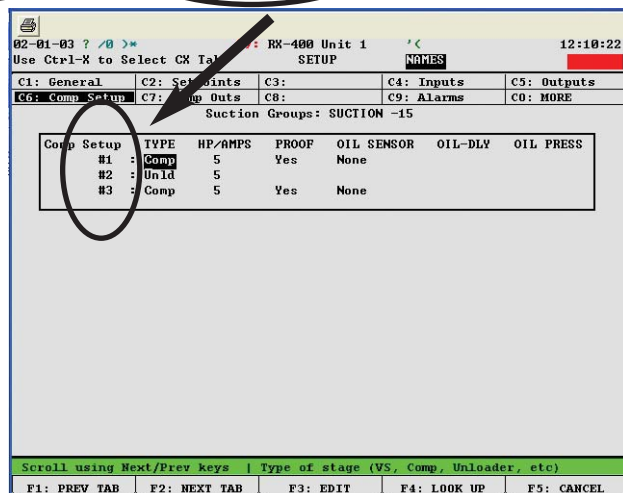 02-01-03 ? /0 )* : RX-400 Unit 1 '( 12:10:22
Use Ctrl-X to Select CX SETUP NAMES
C1: General C2: C3: C4: Inputs C5: Outputs
C6: Comp Setup C7: Outs C8: C9: Alarms C0: MORE
Suction Groups: SUCTION -15
Comp Setup TYPE HP/AMPS PROOF OIL SENSOR OIL-DLY OIL PRESS
#1 : Comp 5 Yes None
#2 : Unld 5
#3 : Comp 5 Yes None
Scroll using Next/Prev keys | Type of stage (VS, Comp, Unloader, etc)
F1: PREV TAB F2: NEXT TAB F3: EDIT F4: LOOK UP F5: CANCEL